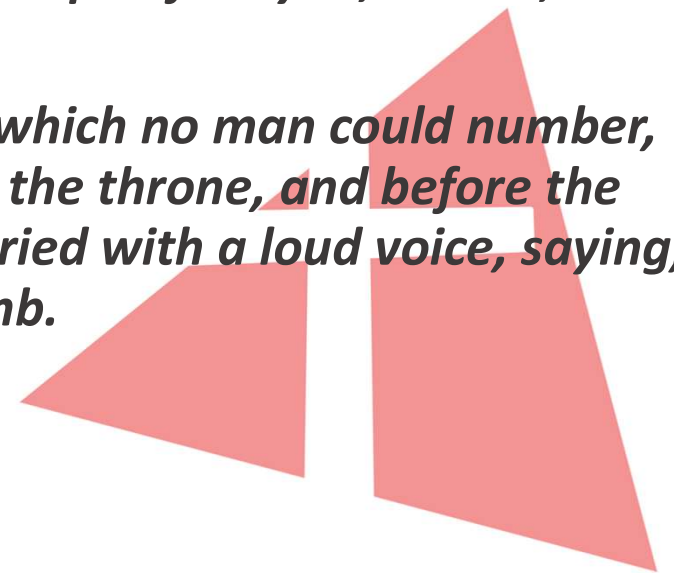 which no man could number,
the throne, and before the
ried with a loud voice, saying,
nb.